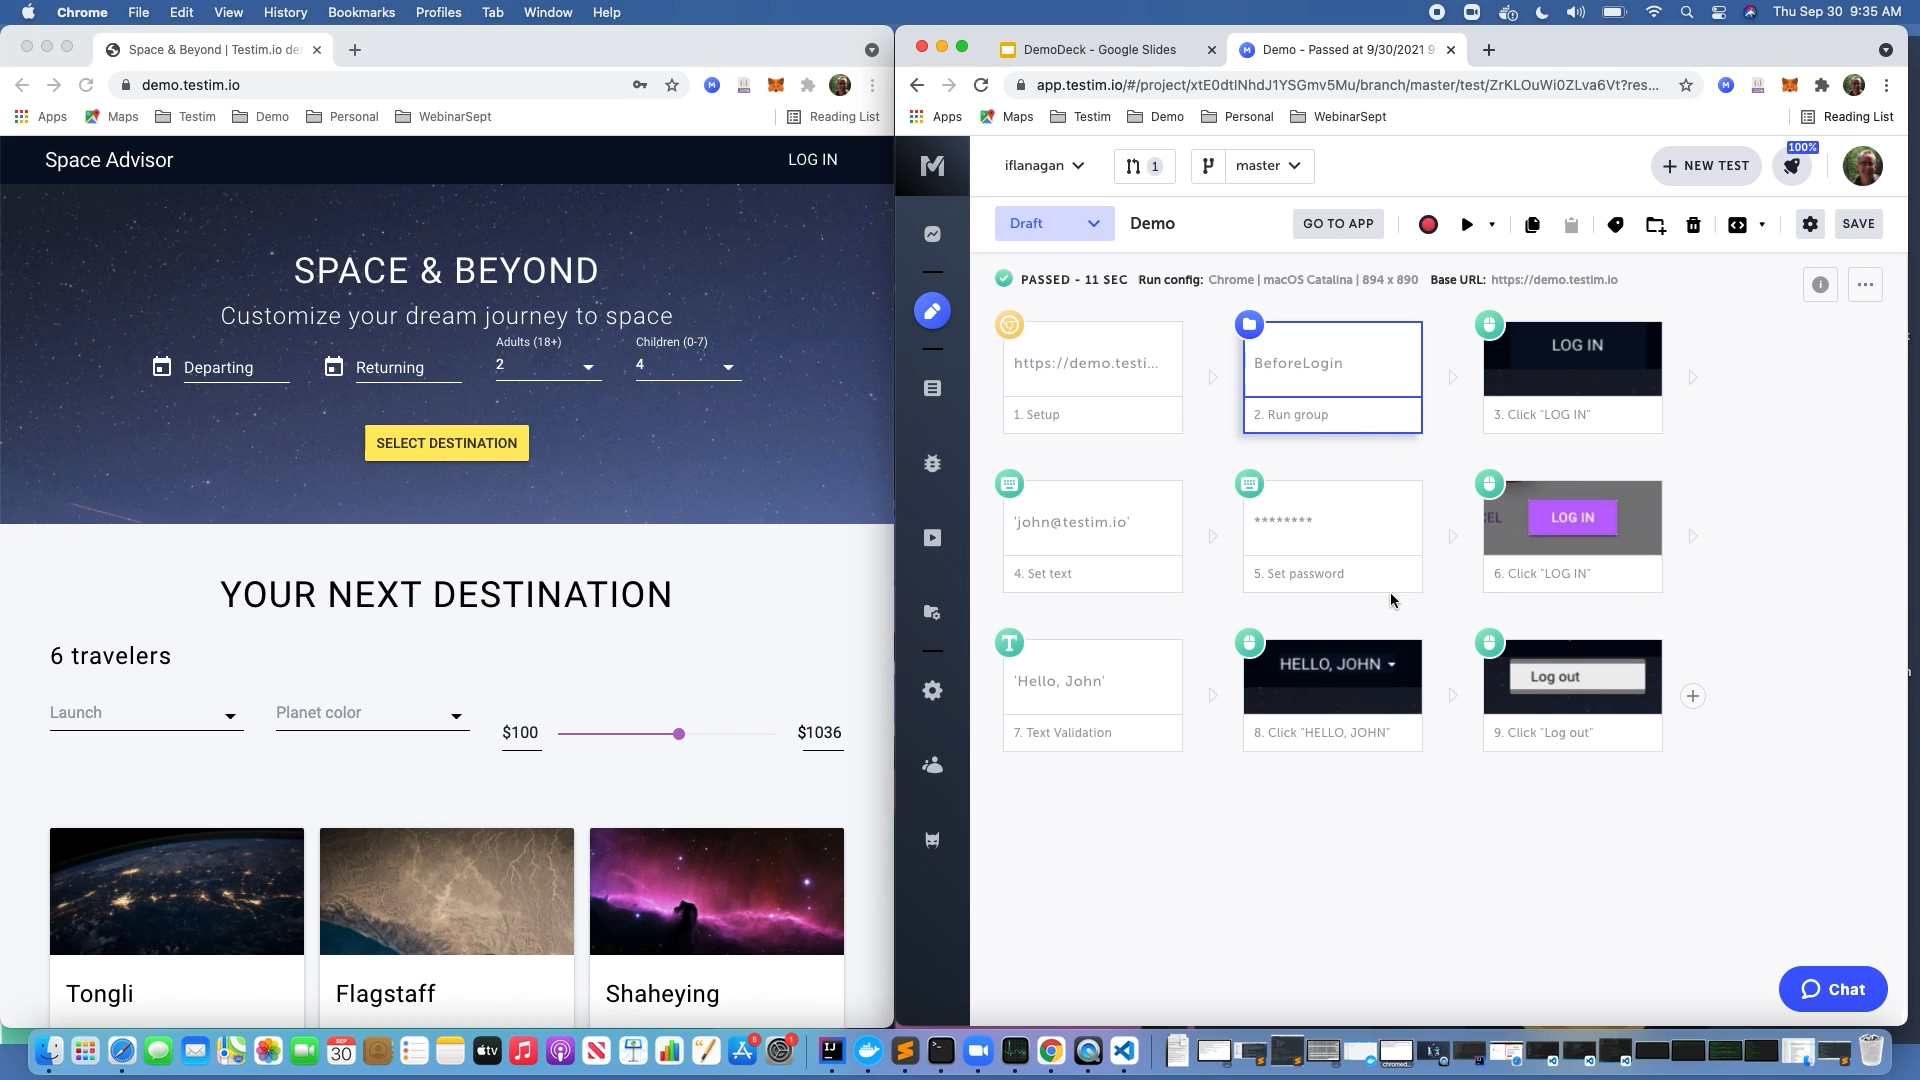 Chrome File Edit View History Bookmarks Profiles Tab Window Help
Thu Sep 30 9:35 AM
Space & Beyond | Testim.io de
demo.testim.io
Apps Maps Testim Demo Personal WebinarSept Reading List
Space Advisor
LOG IN
SPACE & BEYOND
Customize your dream journey to space
Departing
Returning
Adults (18+)
2
Children (0-7)
4
SELECT DESTINATION
YOUR NEXT DESTINATION
6 travelers
Launch
Planet color
$100
$1036
Tongli
Flagstaff
Shaheying
DemoDeck - Google Slides
Demo - Passed at 9/30/2021 9
app.testim.io/#/project/xtE0dtlNhdJ1YSGmv5Mu/branch/master/test/ZrKLOuWi0ZLva6Vt?res...
Apps Maps Testim Demo Personal WebinarSept Reading List
iflanagan
1
master
NEW TEST
100%
Draft
Demo
GO TO APP
SAVE
PASSED - 11 SEC Run config: Chrome | macOS Catalina | 894 x 890 Base URL: https://demo.testim.io
https://demo.testi...
1. Setup
BeforeLogin
2. Run group
LOG IN
3. Click "LOG IN"
'john@testim.io'
4. Set text
********
5. Set password
CEL
LOG IN
6. Click "LOG IN"
'Hello, John'
7. Text Validation
HELLO, JOHN
8. Click "HELLO, JOHN"
Log out
9. Click "Log out"
Chat
SEP
30
tv
IJ